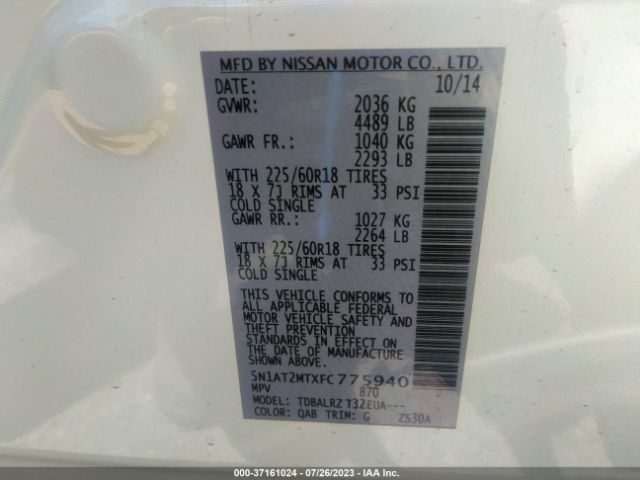 MFD BY NISSAN MOTOR CO., LTD.
DATE: 10/14
GVWR: 2036 KG
4489 LB
GAWR FR.: 1040 KG
2293 LB
WITH 225/60R18 TIRES
18 X 7J RIMS AT 33 PSI
COLD SINGLE
GAWR RR.: 1027 KG
2264 LB
WITH 225/60R18 TIRES
18 X 7J RIMS AT 33 PSI
COLD SINGLE
THIS VEHICLE CONFORMS TO
ALL APPLICABLE FEDERAL
MOTOR VEHICLE SAFETY AND
THEFT PREVENTION
STANDARDS IN EFFECT ON
THE DATE OF MANUFACTURE
SHOWN ABOVE.
5N1AT2MTXFC775940
MPV 870
MODEL: TDBALRZ T32EUA---
COLOR: QAB TRIM: G ZS30A
000-37161024 / 07/26/2023 - IAA Inc.